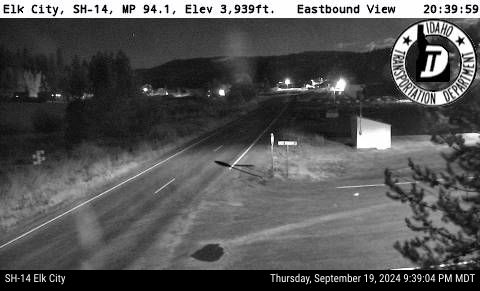 Elk City, SH-14, MP 94.1, Elev 3,939ft.   Eastbound View    20:39:59
IDAHO
TRANSPORTATION DEPARTMENT
SH-14 Elk City
Thursday, September 19, 2024 9:39:04 PM MDT